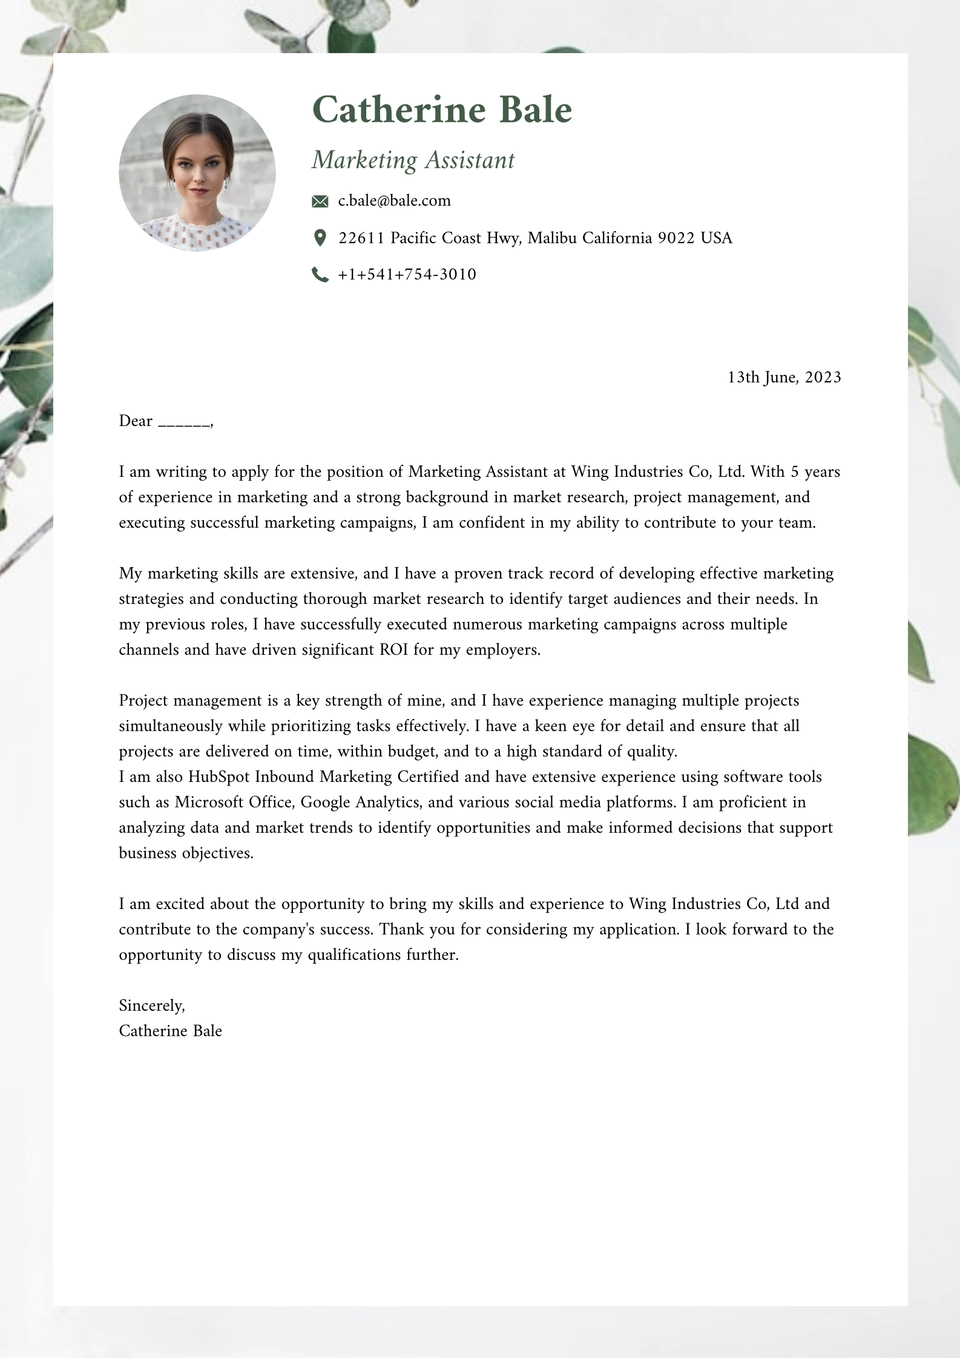 Catherine Bale
Marketing Assistant
c.bale@bale.com
22611 Pacific Coast Hwy, Malibu California 9022 USA
+1+541+754-3010
13th June, 2023
Dear ______,
I am writing to apply for the position of Marketing Assistant at Wing Industries Co, Ltd. With 5 years
of experience in marketing and a strong background in market research, project management, and
executing successful marketing campaigns, I am confident in my ability to contribute to your team.
My marketing skills are extensive, and I have a proven track record of developing effective marketing
strategies and conducting thorough market research to identify target audiences and their needs. In
my previous roles, I have successfully executed numerous marketing campaigns across multiple
channels and have driven significant ROI for my employers.
Project management is a key strength of mine, and I have experience managing multiple projects
simultaneously while prioritizing tasks effectively. I have a keen eye for detail and ensure that all
projects are delivered on time, within budget, and to a high standard of quality.
I am also HubSpot Inbound Marketing Certified and have extensive experience using software tools
such as Microsoft Office, Google Analytics, and various social media platforms. I am proficient in
analyzing data and market trends to identify opportunities and make informed decisions that support
business objectives.
I am excited about the opportunity to bring my skills and experience to Wing Industries Co, Ltd and
contribute to the company's success. Thank you for considering my application. I look forward to the
opportunity to discuss my qualifications further.
Sincerely,
Catherine Bale